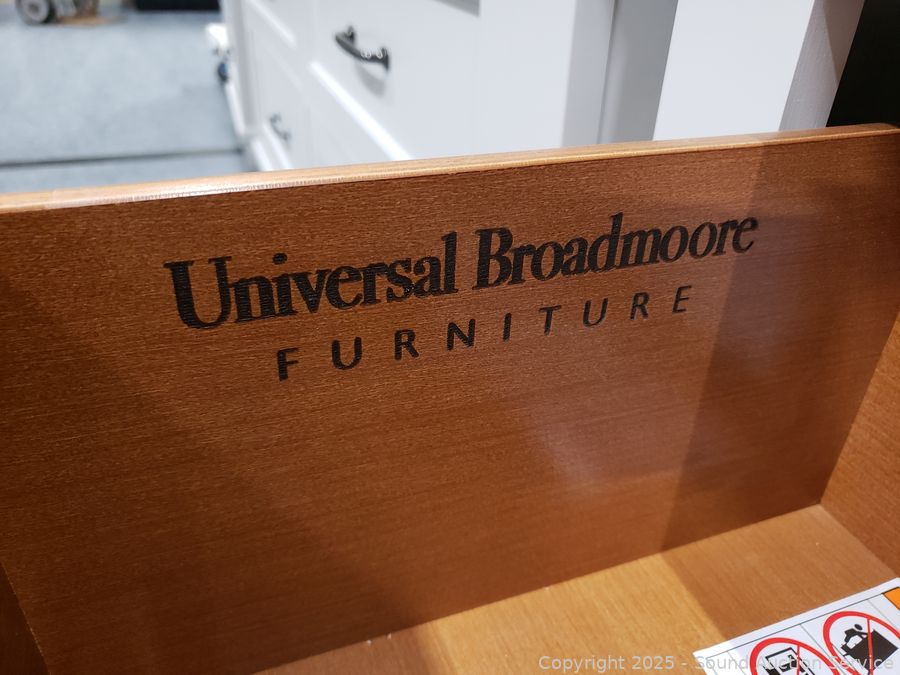 Universal Broadmoore
FURNITURE
Copyright 2025 - Sound Auction Service